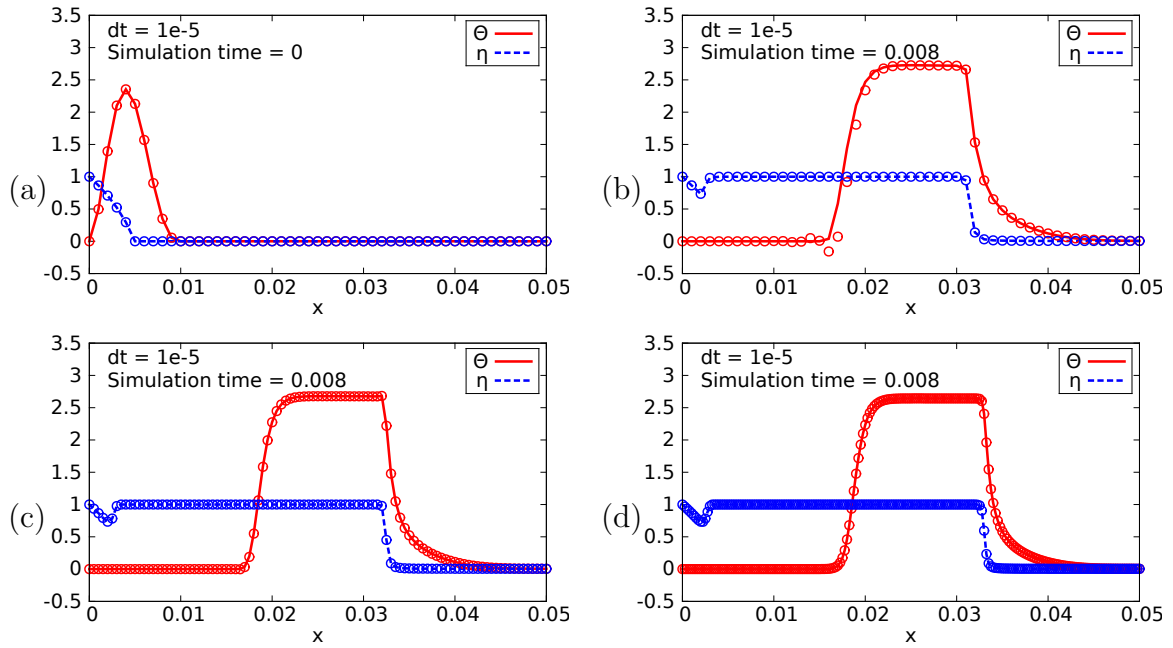 (a)
3.5
3
2.5
2
1.5
1
0.5
0
-0.5
dt = 1e-5
Simulation time = 0
Θ
η
0 0.01 0.02 0.03 0.04 0.05
x
(b)
3.5
3
2.5
2
1.5
1
0.5
0
-0.5
dt = 1e-5
Simulation time = 0.008
Θ
η
0 0.01 0.02 0.03 0.04 0.05
x
(c)
3.5
3
2.5
2
1.5
1
0.5
0
-0.5
dt = 1e-5
Simulation time = 0.008
Θ
η
0 0.01 0.02 0.03 0.04 0.05
x
(d)
3.5
3
2.5
2
1.5
1
0.5
0
-0.5
dt = 1e-5
Simulation time = 0.008
Θ
η
0 0.01 0.02 0.03 0.04 0.05
x